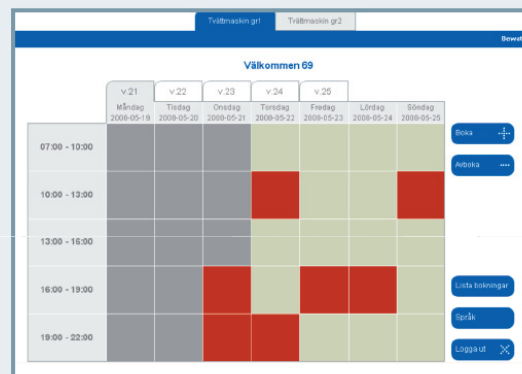 Tvättmaskin gr1 Tvättmaskin gr2
Välkommen 69
v.21 v.22 v.23 v.24 v.25
Måndag Tisdag Onsdag Torsdag Fredag Lördag Söndag
2008-05-19 2008-05-20 2008-05-21 2008-05-22 2008-05-23 2008-05-24 2008-05-25
07:00 - 10:00
Boka
Avboka
10:00 - 13:00
13:00 - 16:00
16:00 - 19:00
Lista bokningar
Språk
19:00 - 22:00
Logga ut